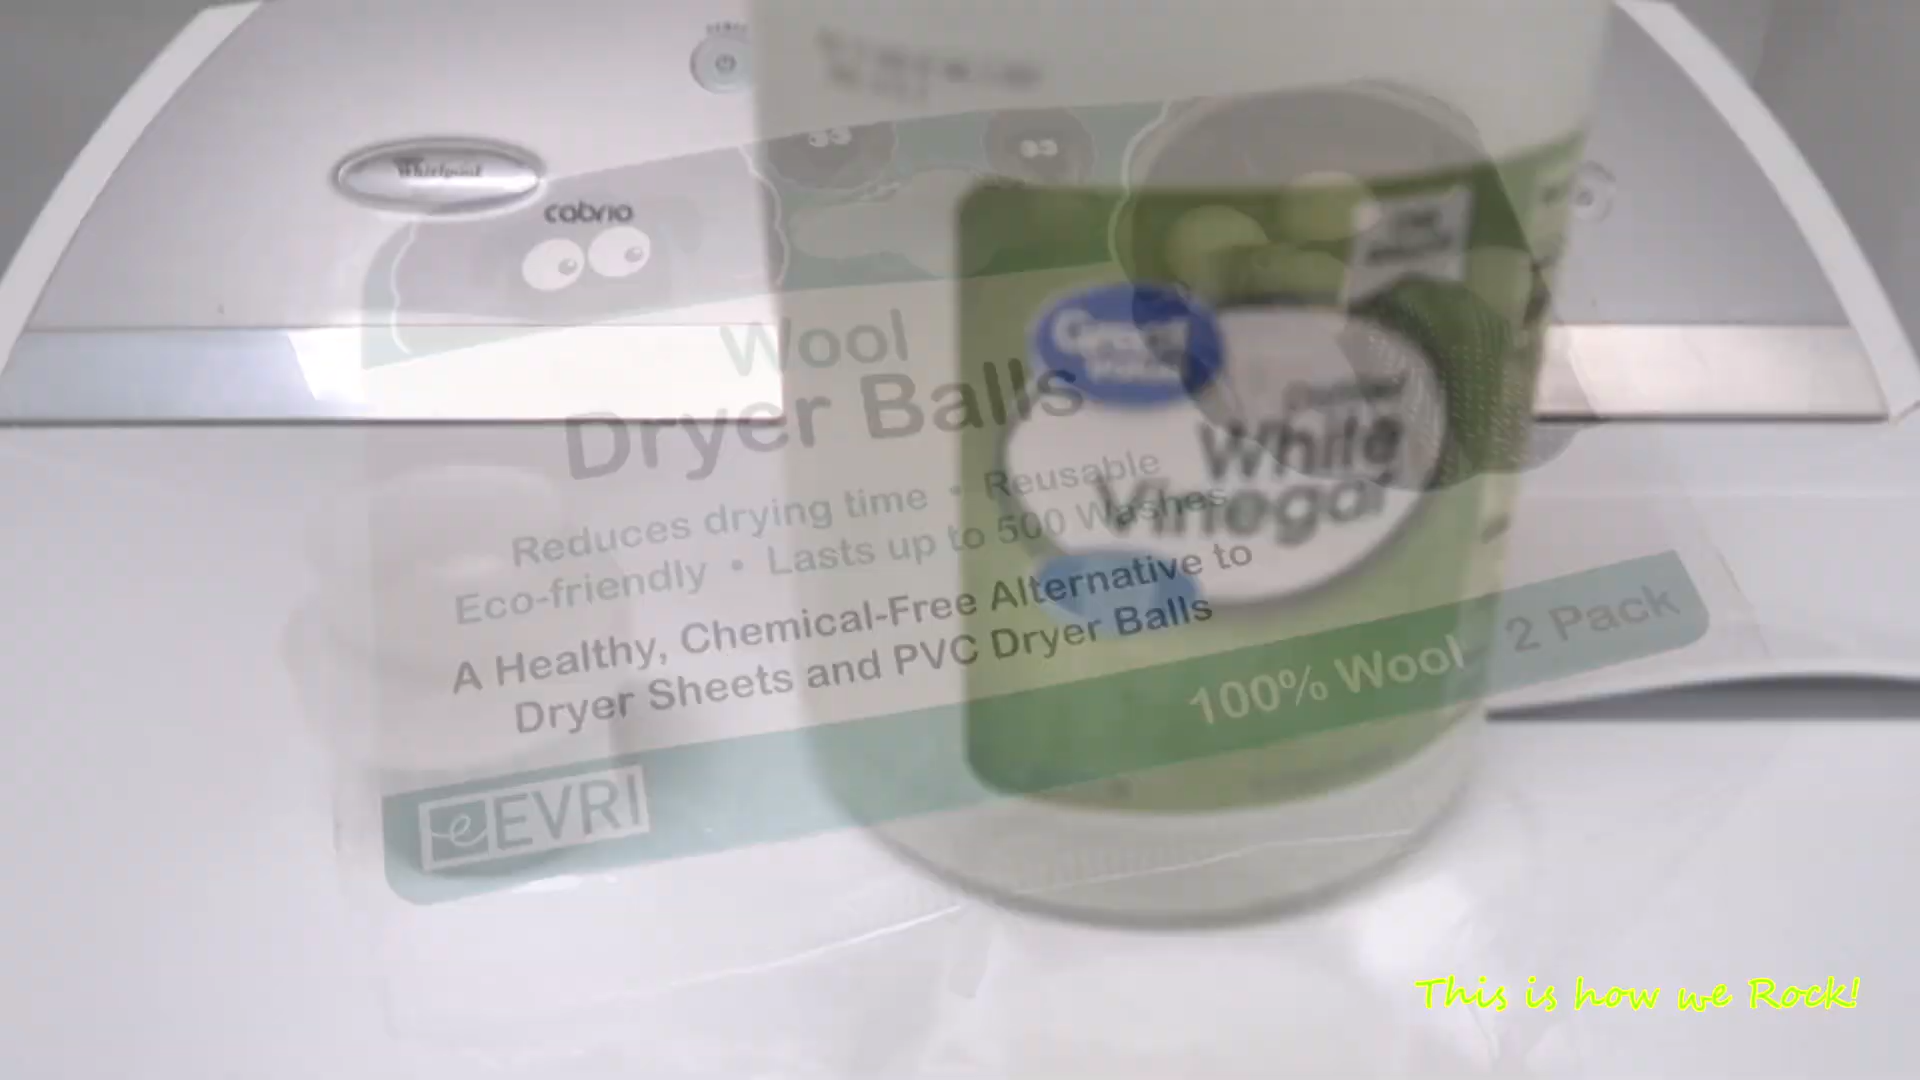 Whirlpool
cabrio
Wool
Dryer Balls
Reduces drying time • Reusable
Eco-friendly • Lasts up to 500 Washes
A Healthy, Chemical-Free Alternative to
Dryer Sheets and PVC Dryer Balls
100% Wool 2 Pack
e EVRI
Great
Value
White
Vinegar
This is how we Rock!